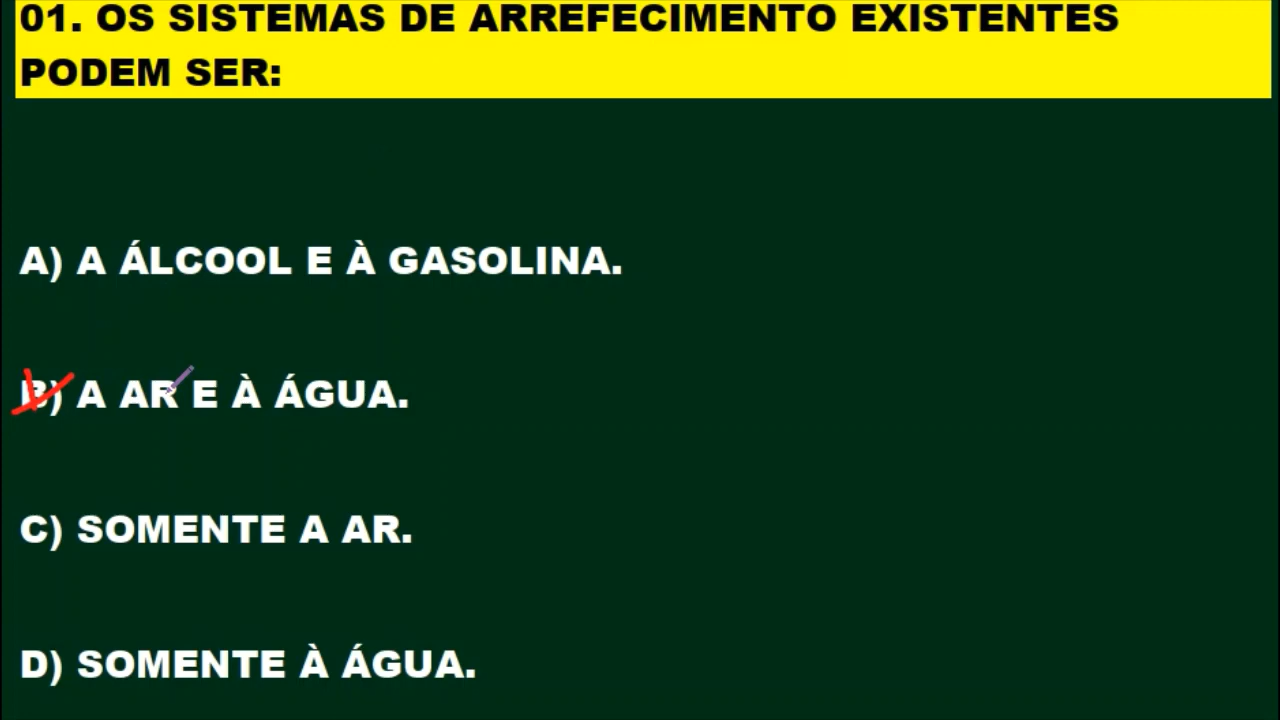 01. OS SISTEMAS DE ARREFECIMENTO EXISTENTES
PODEM SER:
A) A ÁLCOOL E À GASOLINA.
B) A AR E À ÁGUA.
C) SOMENTE A AR.
D) SOMENTE À ÁGUA.